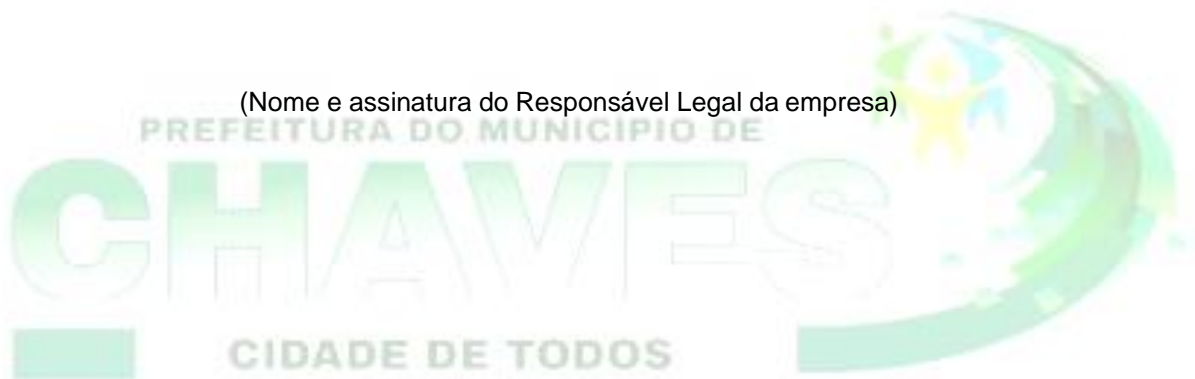 (Nome e assinatura do Responsável Legal da empresa)
PREFEITURA DO MUNICIPIO DE
CHAVES
CIDADE DE TODOS